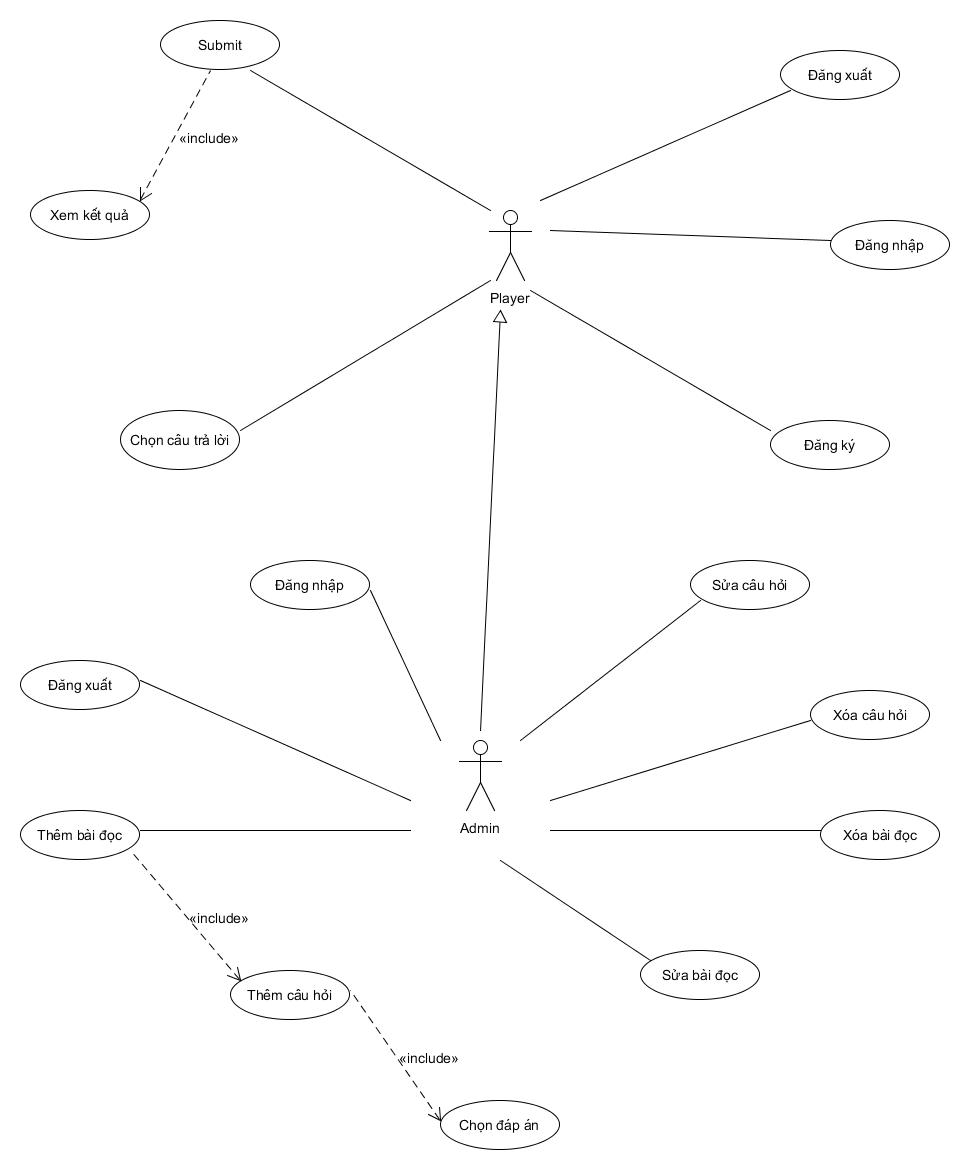 Submit
Đăng xuất
«include»
Xem kết quả
Đăng nhập
Player
Chọn câu trả lời
Đăng ký
Đăng nhập
Sửa câu hỏi
Đăng xuất
Xóa câu hỏi
Admin
Thêm bài đọc
Xóa bài đọc
«include»
Sửa bài đọc
Thêm câu hỏi
«include»
Chọn đáp án